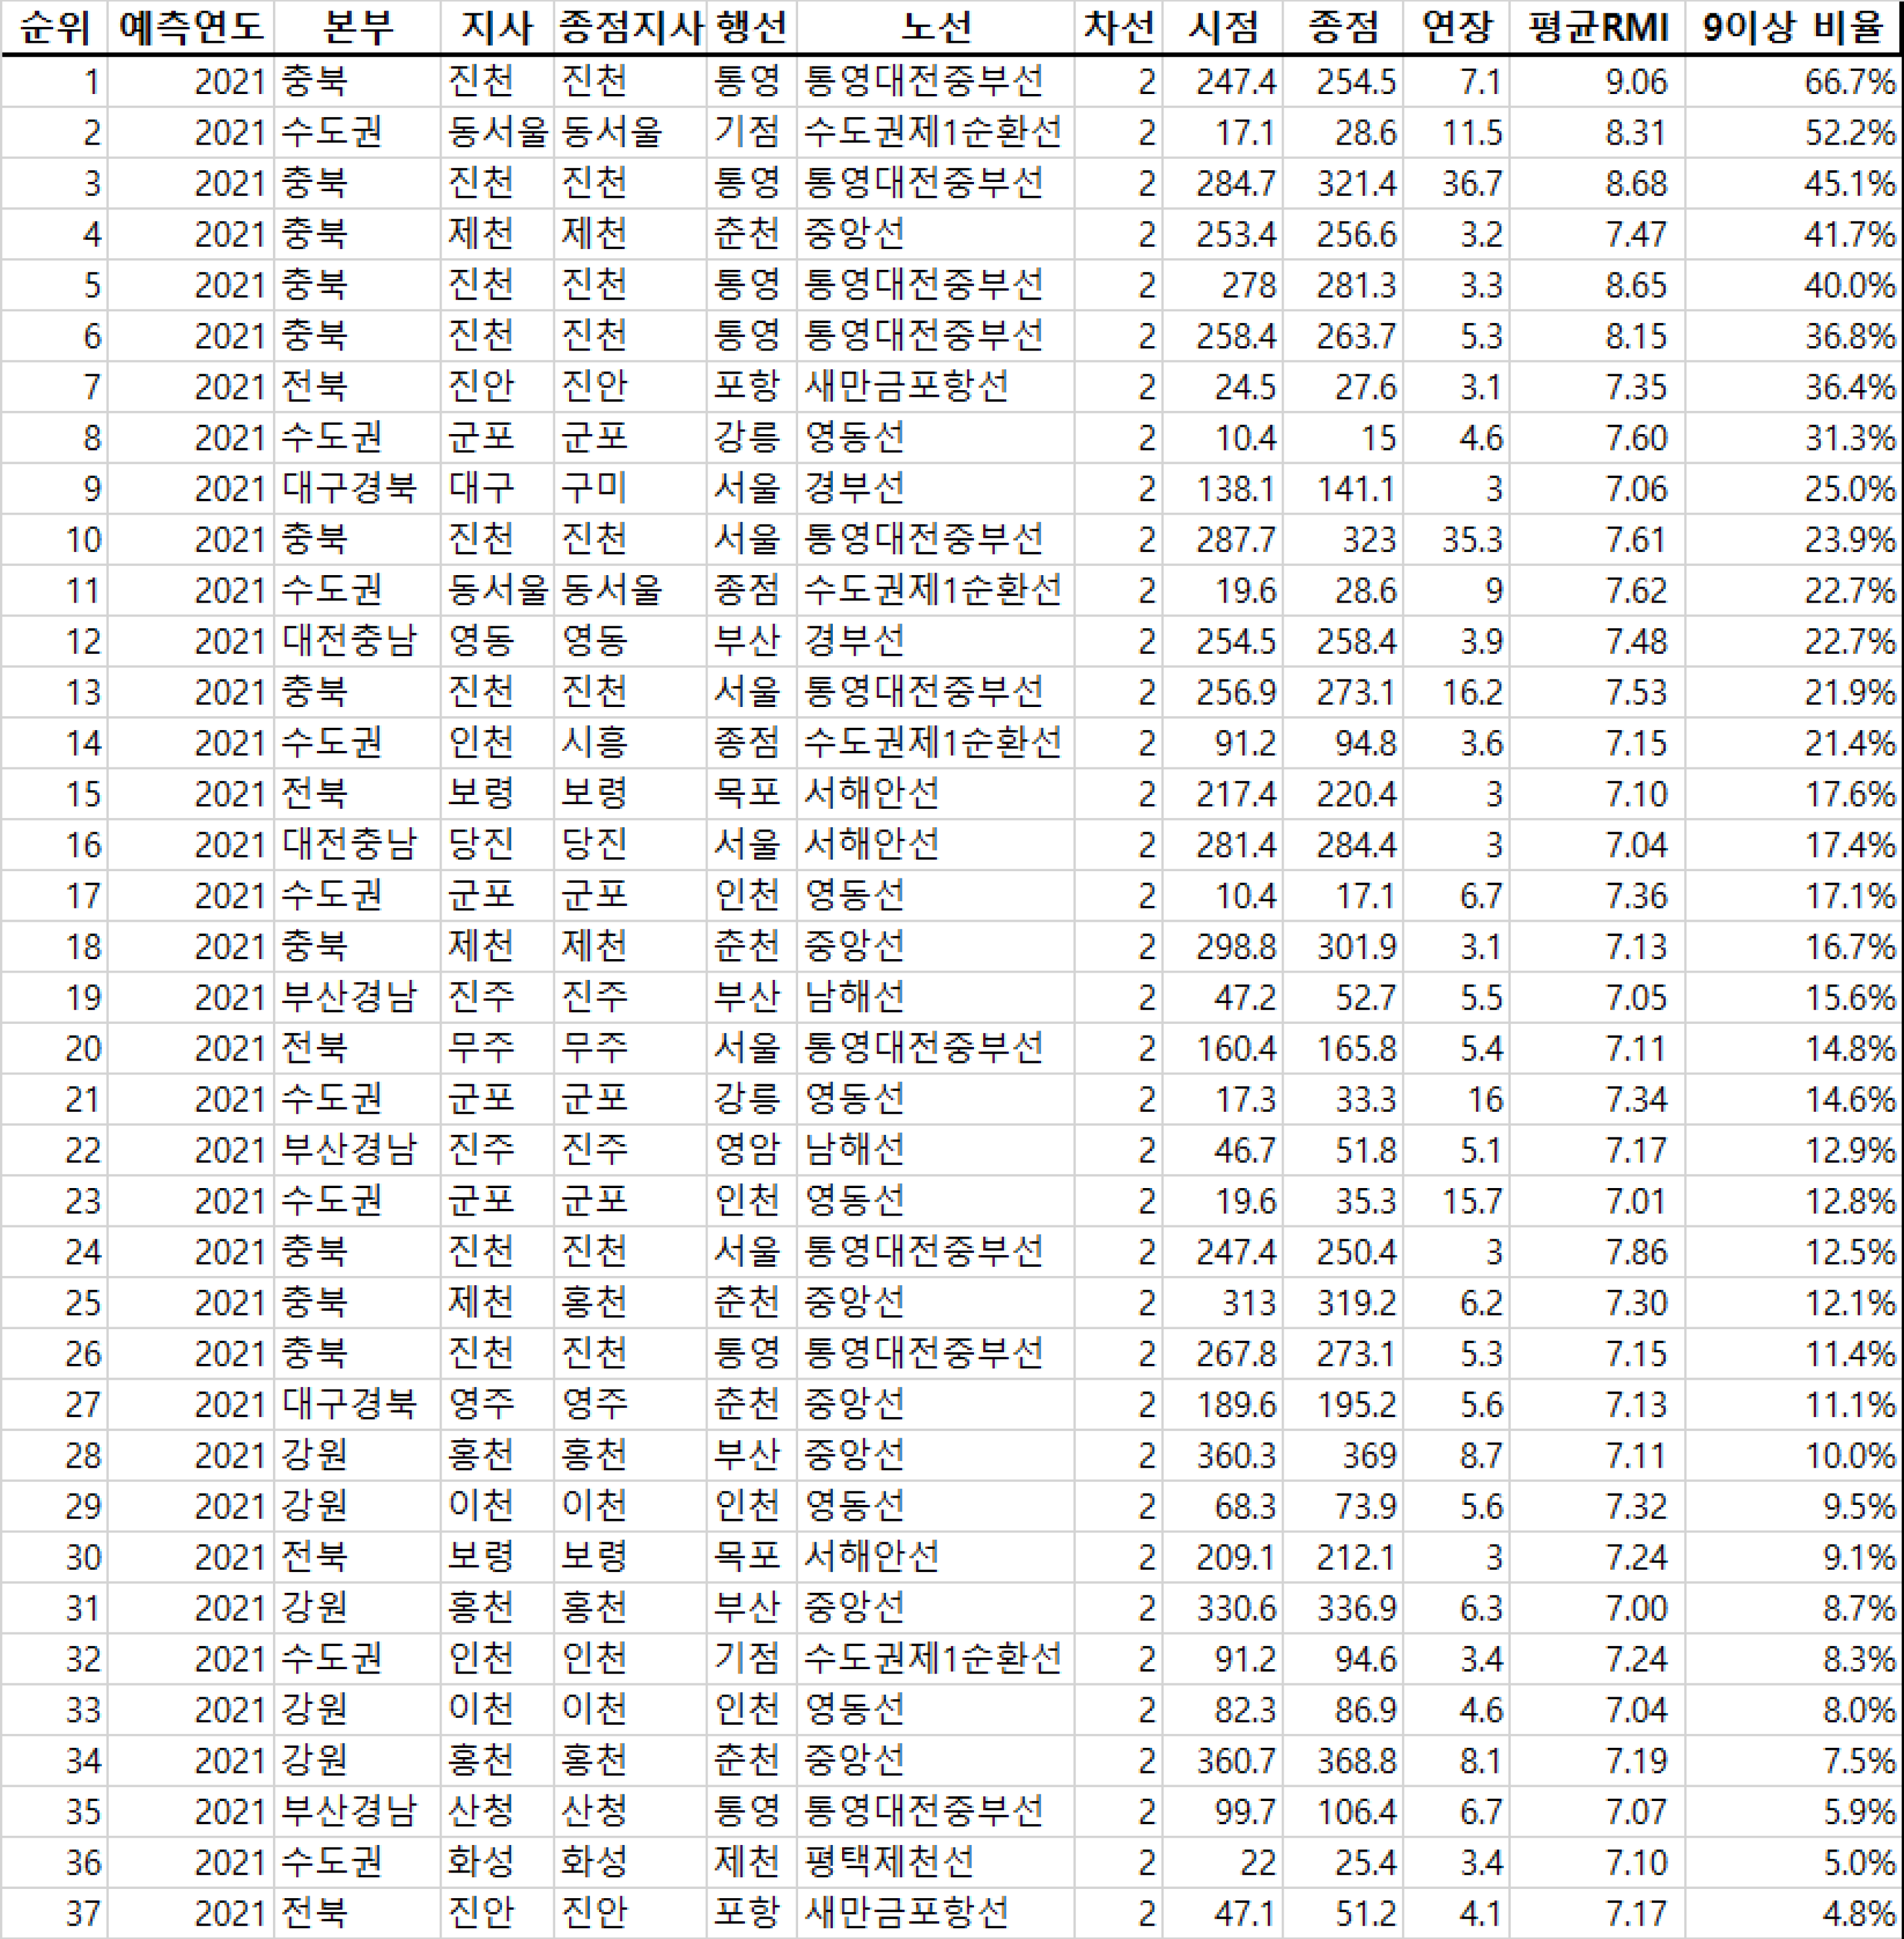 순위 예측연도 본부 지사 종점지사 행선 노선 차선 시점 종점 연장 평균RMI 9이상 비율
1 2021 충북 진천 진천 통영 통영대전중부선 2 247.4 254.5 7.1 9.06 66.7%
2 2021 수도권 동서울 동서울 기점 수도권제1순환선 2 17.1 28.6 11.5 8.31 52.2%
3 2021 충북 진천 진천 통영 통영대전중부선 2 284.7 321.4 36.7 8.68 45.1%
4 2021 충북 제천 제천 춘천 중앙선 2 253.4 256.6 3.2 7.47 41.7%
5 2021 충북 진천 진천 통영 통영대전중부선 2 278 281.3 3.3 8.65 40.0%
6 2021 충북 진천 진천 통영 통영대전중부선 2 258.4 263.7 5.3 8.15 36.8%
7 2021 전북 진안 진안 포항 새만금포항선 2 24.5 27.6 3.1 7.35 36.4%
8 2021 수도권 군포 군포 강릉 영동선 2 10.4 15 4.6 7.60 31.3%
9 2021 대구경북 대구 구미 서울 경부선 2 138.1 141.1 3 7.06 25.0%
10 2021 충북 진천 진천 서울 통영대전중부선 2 287.7 323 35.3 7.61 23.9%
11 2021 수도권 동서울 동서울 종점 수도권제1순환선 2 19.6 28.6 9 7.62 22.7%
12 2021 대전충남 영동 영동 부산 경부선 2 254.5 258.4 3.9 7.48 22.7%
13 2021 충북 진천 진천 서울 통영대전중부선 2 256.9 273.1 16.2 7.53 21.9%
14 2021 수도권 인천 시흥 종점 수도권제1순환선 2 91.2 94.8 3.6 7.15 21.4%
15 2021 전북 보령 보령 목포 서해안선 2 217.4 220.4 3 7.10 17.6%
16 2021 대전충남 당진 당진 서울 서해안선 2 281.4 284.4 3 7.04 17.4%
17 2021 수도권 군포 군포 인천 영동선 2 10.4 17.1 6.7 7.36 17.1%
18 2021 충북 제천 제천 춘천 중앙선 2 298.8 301.9 3.1 7.13 16.7%
19 2021 부산경남 진주 진주 부산 남해선 2 47.2 52.7 5.5 7.05 15.6%
20 2021 전북 무주 무주 서울 통영대전중부선 2 160.4 165.8 5.4 7.11 14.8%
21 2021 수도권 군포 군포 강릉 영동선 2 17.3 33.3 16 7.34 14.6%
22 2021 부산경남 진주 진주 영암 남해선 2 46.7 51.8 5.1 7.17 12.9%
23 2021 수도권 군포 군포 인천 영동선 2 19.6 35.3 15.7 7.01 12.8%
24 2021 충북 진천 진천 서울 통영대전중부선 2 247.4 250.4 3 7.86 12.5%
25 2021 충북 제천 홍천 춘천 중앙선 2 313 319.2 6.2 7.30 12.1%
26 2021 충북 진천 진천 통영 통영대전중부선 2 267.8 273.1 5.3 7.15 11.4%
27 2021 대구경북 영주 영주 춘천 중앙선 2 189.6 195.2 5.6 7.13 11.1%
28 2021 강원 홍천 홍천 부산 중앙선 2 360.3 369 8.7 7.11 10.0%
29 2021 강원 이천 이천 인천 영동선 2 68.3 73.9 5.6 7.32 9.5%
30 2021 전북 보령 보령 목포 서해안선 2 209.1 212.1 3 7.24 9.1%
31 2021 강원 홍천 홍천 부산 중앙선 2 330.6 336.9 6.3 7.00 8.7%
32 2021 수도권 인천 인천 기점 수도권제1순환선 2 91.2 94.6 3.4 7.24 8.3%
33 2021 강원 이천 이천 인천 영동선 2 82.3 86.9 4.6 7.04 8.0%
34 2021 강원 홍천 홍천 춘천 중앙선 2 360.7 368.8 8.1 7.19 7.5%
35 2021 부산경남 산청 산청 통영 통영대전중부선 2 99.7 106.4 6.7 7.07 5.9%
36 2021 수도권 화성 화성 제천 평택제천선 2 22 25.4 3.4 7.10 5.0%
37 2021 전북 진안 진안 포항 새만금포항선 2 47.1 51.2 4.1 7.17 4.8%